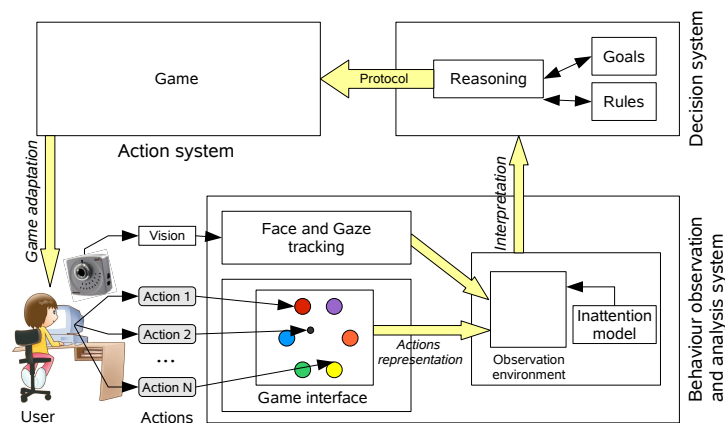 Game
Action system
Protocol
Reasoning
Goals
Rules
Decision system
Game adaptation
Interpretation
Vision
Face and Gaze
tracking
Action 1
Action 2
...
Action N
User
Actions
Game interface
Actions
representation
Inattention
model
Observation
environment
Behaviour observation
and analysis system